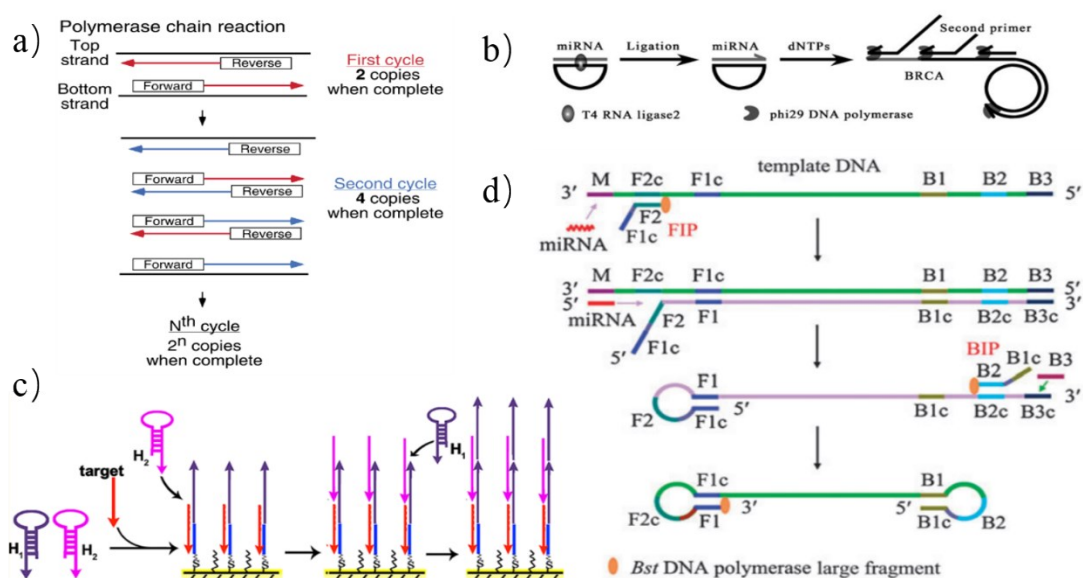 a)
Polymerase chain reaction
Top
strand
Reverse
First cycle
2 copies
when complete
Forward
Bottom
strand
Reverse
Forward
Reverse
Second cycle
4 copies
when complete
Forward
Reverse
Forward
Nth cycle
2n copies
when complete
b)
miRNA
Ligation
miRNA
dNTPs
Second primer
BRCA
T4 RNA ligase2
phi29 DNA polymerase
c)
H2
H1
target
H1
H2
S
S
S
S
S
S
S
S
S
d)
template DNA
3′ M F2c F1c B1 B2 B3 5′
F2
F1c
FIP
miRNA
M F2c F1c B1 B2 B3
3′ 5′
5′ 3′
miRNA
F2 F1 B1c B2c B3c
F1c
5′
BIP
B1c
B2 B3
F1
3′
5′
F2 F1c B1c B2c B3c
F1c B1
3′ 5′
F2c F1 B1c B2
Bst DNA polymerase large fragment